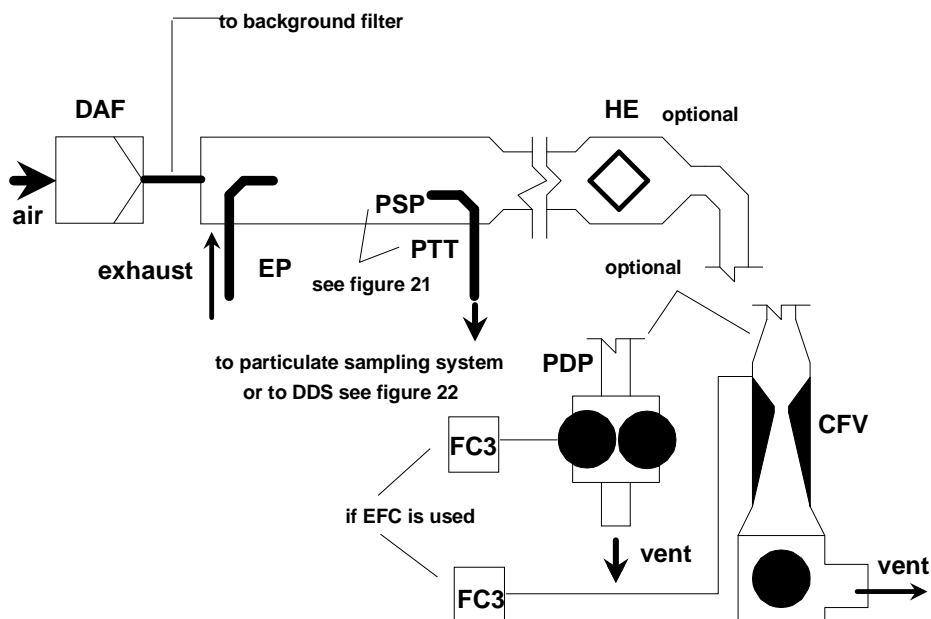 to background filter
DAF
HE optional
air
PSP
exhaust
EP
PTT
see figure 21
optional
to particulate sampling system
or to DDS see figure 22
PDP
FC3
CFV
if EFC is used
vent
vent
FC3